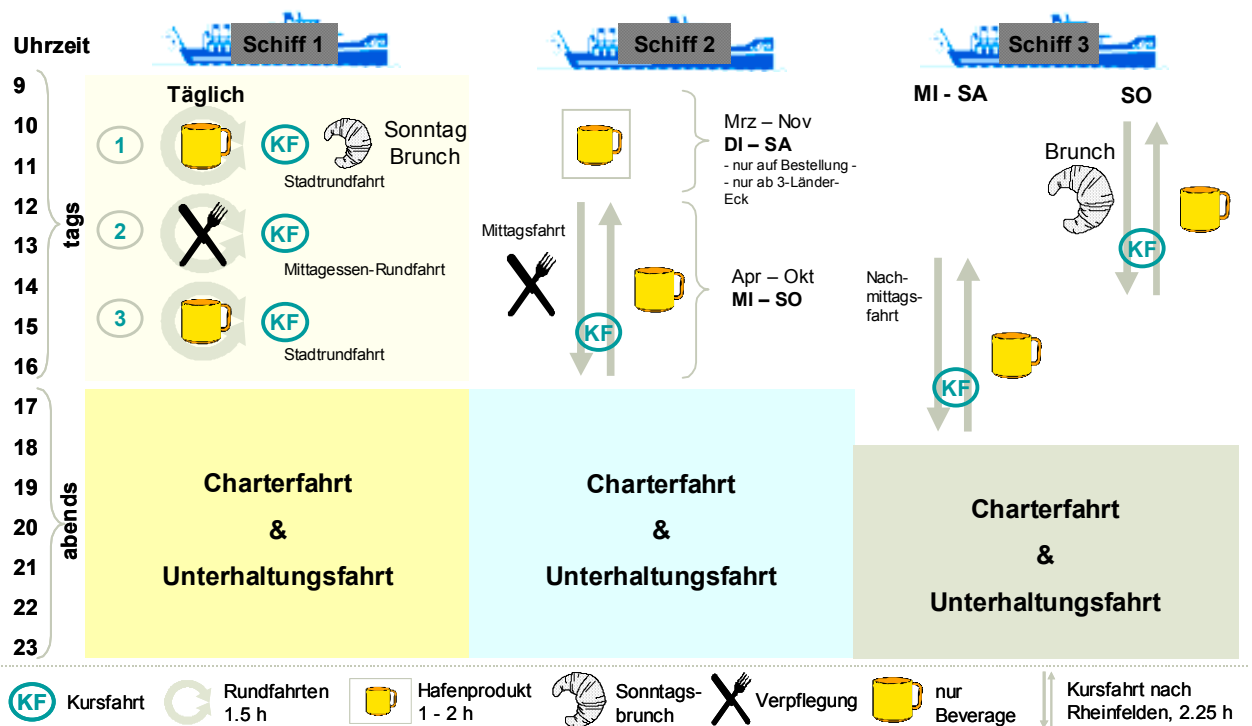 Uhrzeit
Schiff 1
Schiff 2
Schiff 3
9
10
11
12
13
14
15
16
17
18
19
20
21
22
23
tags
abends
Täglich
1
KF
Sonntag
Brunch
Stadtrundfahrt
2
KF
Mittagessen-Rundfahrt
3
KF
Stadtrundfahrt
Charterfahrt
&
Unterhaltungsfahrt
Mrz – Nov
DI – SA
- nur auf Bestellung -
- nur ab 3-Länder-
Eck
Mittagsfahrt
KF
Apr – Okt
MI – SO
Charterfahrt
&
Unterhaltungsfahrt
MI - SA
SO
Brunch
KF
Nach-
mittags-
fahrt
KF
Charterfahrt
&
Unterhaltungsfahrt
KF
Kursfahrt
Rundfahrten
1.5 h
Hafenprodukt
1 - 2 h
Sonntags-
brunch
Verpflegung
nur
Beverage
Kursfahrt nach
Rheinfelden, 2.25 h